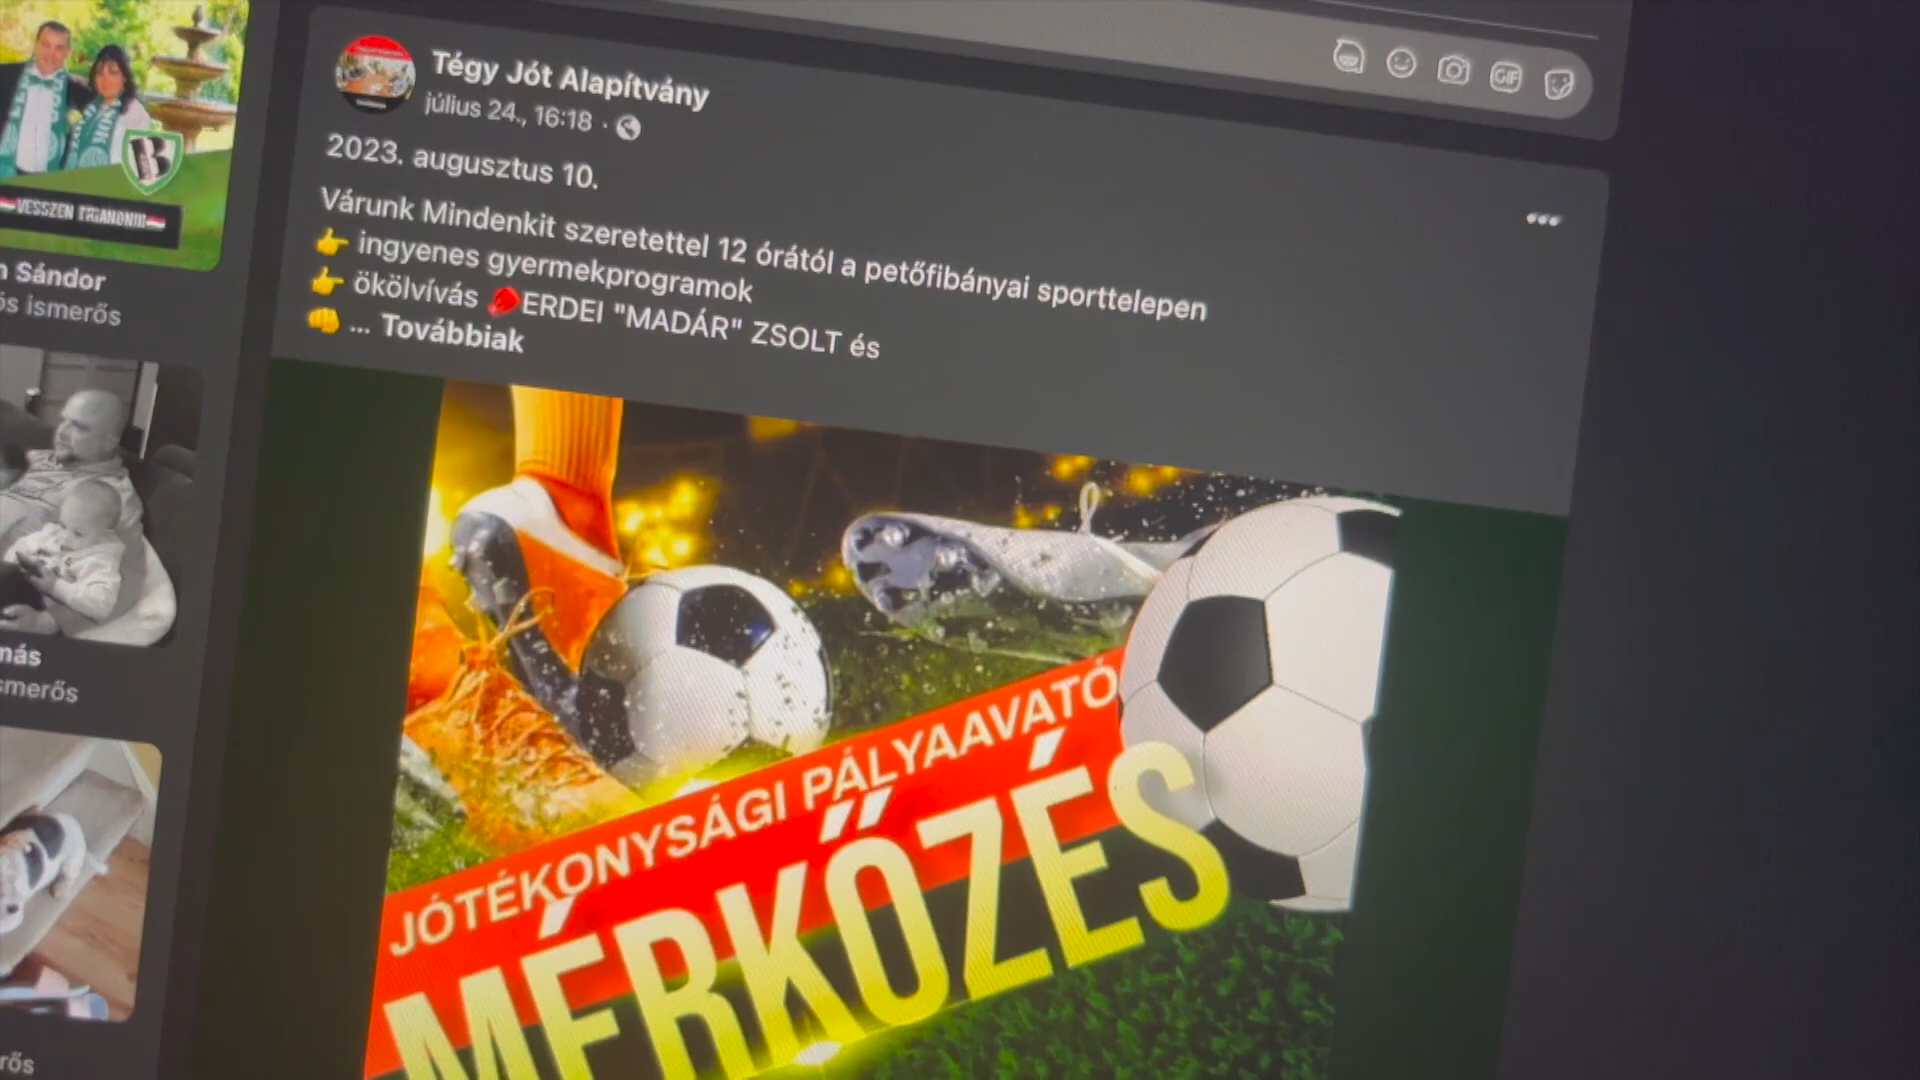 Tégy Jót Alapítvány
július 24., 16:18 ·
2023. augusztus 10.
Várunk Mindenkit szeretettel 12 órától a petőfibányai sporttelepen
👉 ingyenes gyermekprogramok
👉 ökölvívás 🥊ERDEI "MADÁR" ZSOLT és
👊 ... Továbbiak
GIF
JÓTÉKONYSÁGI PÁLYAAVATÓ
MÉRKŐZÉS
B
VESSZEN TRIANON!!!
Sándor
ismerős